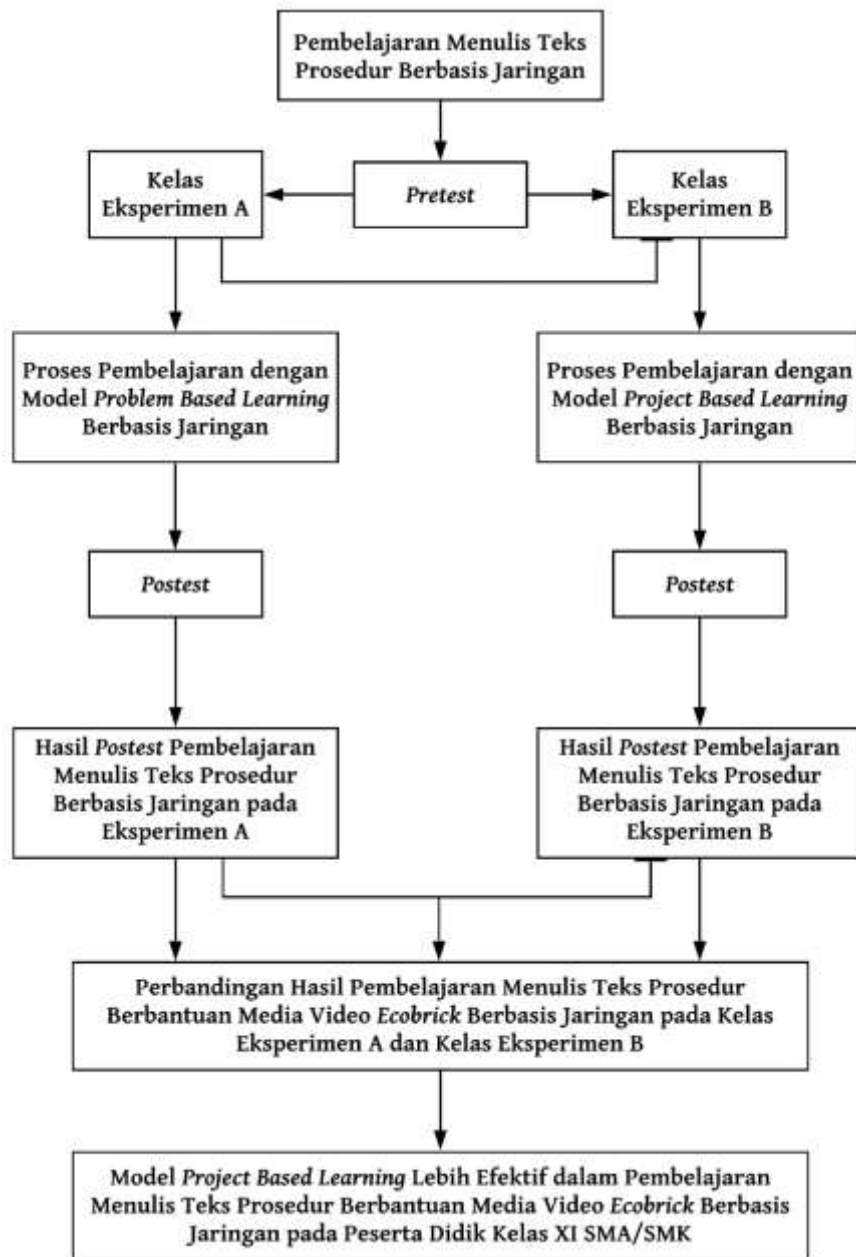 Pembelajaran Menulis Teks
Prosedur Berbasis Jaringan
Kelas
Eksperimen A
Pretest
Kelas
Eksperimen B
Proses Pembelajaran dengan
Model Problem Based Learning
Berbasis Jaringan
Proses Pembelajaran dengan
Model Project Based Learning
Berbasis Jaringan
Postest
Postest
Hasil Postest Pembelajaran
Menulis Teks Prosedur
Berbasis Jaringan pada
Eksperimen A
Hasil Postest Pembelajaran
Menulis Teks Prosedur
Berbasis Jaringan pada
Eksperimen B
Perbandingan Hasil Pembelajaran Menulis Teks Prosedur
Berbantuan Media Video Ecobrick Berbasis Jaringan pada Kelas
Eksperimen A dan Kelas Eksperimen B
Model Project Based Learning Lebih Efektif dalam Pembelajaran
Menulis Teks Prosedur Berbantuan Media Video Ecobrick Berbasis
Jaringan pada Peserta Didik Kelas XI SMA/SMK